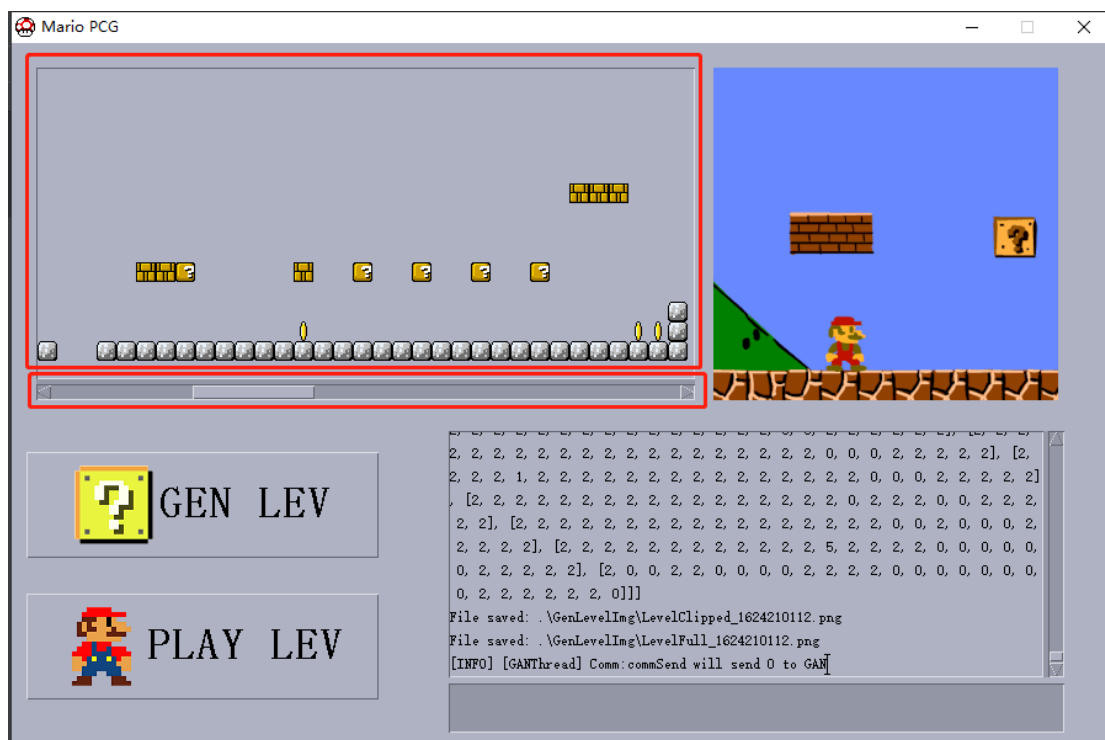 Mario PCG
GEN LEV
PLAY LEV
2, 2, 2, 2, 2, 2, 2, 2, 2, 2, 2, 2, 2, 2, 2, 2, 2, 0, 0, 0, 2, 2, 2, 2, 2], [2,
2, 2, 2, 1, 2, 2, 2, 2, 2, 2, 2, 2, 2, 2, 2, 2, 2, 2, 2, 0, 0, 0, 2, 2, 2, 2, 2]
, [2, 2, 2, 2, 2, 2, 2, 2, 2, 2, 2, 2, 2, 2, 2, 2, 2, 0, 2, 2, 2, 0, 0, 2, 2, 2,
2, 2], [2, 2, 2, 2, 2, 2, 2, 2, 2, 2, 2, 2, 2, 2, 2, 2, 2, 0, 0, 2, 0, 0, 0, 2,
2, 2, 2, 2], [2, 2, 2, 2, 2, 2, 2, 2, 2, 2, 2, 2, 5, 2, 2, 2, 2, 0, 0, 0, 0, 0,
0, 2, 2, 2, 2, 2], [2, 0, 0, 2, 2, 0, 0, 0, 0, 2, 2, 2, 2, 0, 0, 0, 0, 0, 0, 0,
0, 2, 2, 2, 2, 2, 2, 0]]]
File saved: .\GenLevelImg\LevelClipped_1624210112.png
File saved: .\GenLevelImg\LevelFull_1624210112.png
[INFO] [GANThread] Comm:commSend will send 0 to GAN